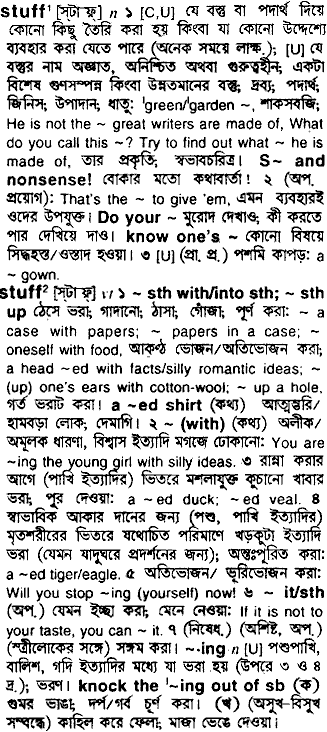 stuff¹ [স্টাফ্] n ১ [C,U] যে বস্তু বা পদার্থ দিয়ে
কোনো কিছু তৈরি করা হয় কিংবা যা কোনো উদ্দেশ্যে
ব্যবহার করা যেতে পারে (অনেক সময়ে লাক্ষ.); [U] যে
বস্তুর নাম অজ্ঞাত, অনিশ্চিত অথবা গুরুত্বহীন; একটা
বিশেষ গুণসম্পন্ন কিংবা উন্নতমানের বস্তু, দ্রব্য; পদার্থ;
জিনিস; উপাদান; ধাতু: ˈgreen/ˈgarden ~, শাকসবজি;
He is not the ~ great writers are made of, What
do you call this ~? Try to find out what ~ he is
made of, তার প্রকৃতি; স্বভাবচরিত্র। S~ and
nonsense! বোকার মতো কথাবার্তা! ২ (অপ.
প্রয়োগ): That's the ~ to give 'em, এমন ব্যবহারই
ওদের উপযুক্ত। Do your ~ মুরোদ দেখাও; কী করতে
পার দেখিয়ে দাও। know one's ~ কোনো বিষয়ে
সিদ্ধহস্ত/ওস্তাদ হওয়া। ৩ [U] (প্রা. প্র.) পশমি কাপড়: a
~ gown.
stuff² [স্টাফ্] vt ১ ~ sth with/into sth; ~ sth
up ঠেসে ভরা; গাদানো; ঠাসা; গোঁজা; পূর্ণ করা: ~ a
case with papers; ~ papers in a case; ~
oneself with food, আকণ্ঠ ভোজন/অতিভোজন করা;
a head ~ed with facts/silly romantic ideas; ~
(up) one's ears with cotton-wool; ~ up a hole,
গর্ত ভরাট করা। a ~ed shirt (কথ্য) আত্মম্ভরি/
হামবড়া লোক; দেমাগি। ২ ~ (with) (কথ্য) অলীক/
অমূলক ধারণা, বিশ্বাস ইত্যাদি মগজে ঢোকানো: You are
~ing the young girl with silly ideas. ৩ রান্না করার
আগে (পাখি ইত্যাদির) ভিতরে মশলাযুক্ত কুচানো খাবার
ভরা; পুর দেওয়া: a ~ed duck; ~ed veal. ৪
স্বাভাবিক আকার দানের জন্য (পশু, পাখি ইত্যাদির)
মৃতশরীরের ভিতরে যথোচিত পরিমাণে খড়কুটা ইত্যাদি
ভরা (যেমন যাদুঘরে প্রদর্শনের জন্য); অন্তঃপূরিত করা:
a ~ed tiger/eagle. ৫ অতিভোজন/ ভূরিভোজন করা:
Will you stop ~ing (yourself) now! ৬ ~ it/sth
(অপ.) যেমন ইচ্ছা করা; মেনে নেওয়া: If it is not to
your taste, you can ~ it. ৭ (নিষেধ.) (অশিষ্ট, অপ.)
(স্ত্রীলোকের সঙ্গে) সঙ্গম করা। ~·ing n [U] পশুপাখি,
বালিশ, গদি ইত্যাদির মধ্যে যা ভরা হয় (উপরে ৩ ও ৪
দ্র.); ভরণ। knock the ˈ~ing out of sb (ক)
গুমর ভাঙা, দর্প/গর্ব চূর্ণ করা। (খ) (অসুখ-বিসুখ
সম্বন্ধে) কাহিল করে ফেলা; মাজা ভেঙে দেওয়া।